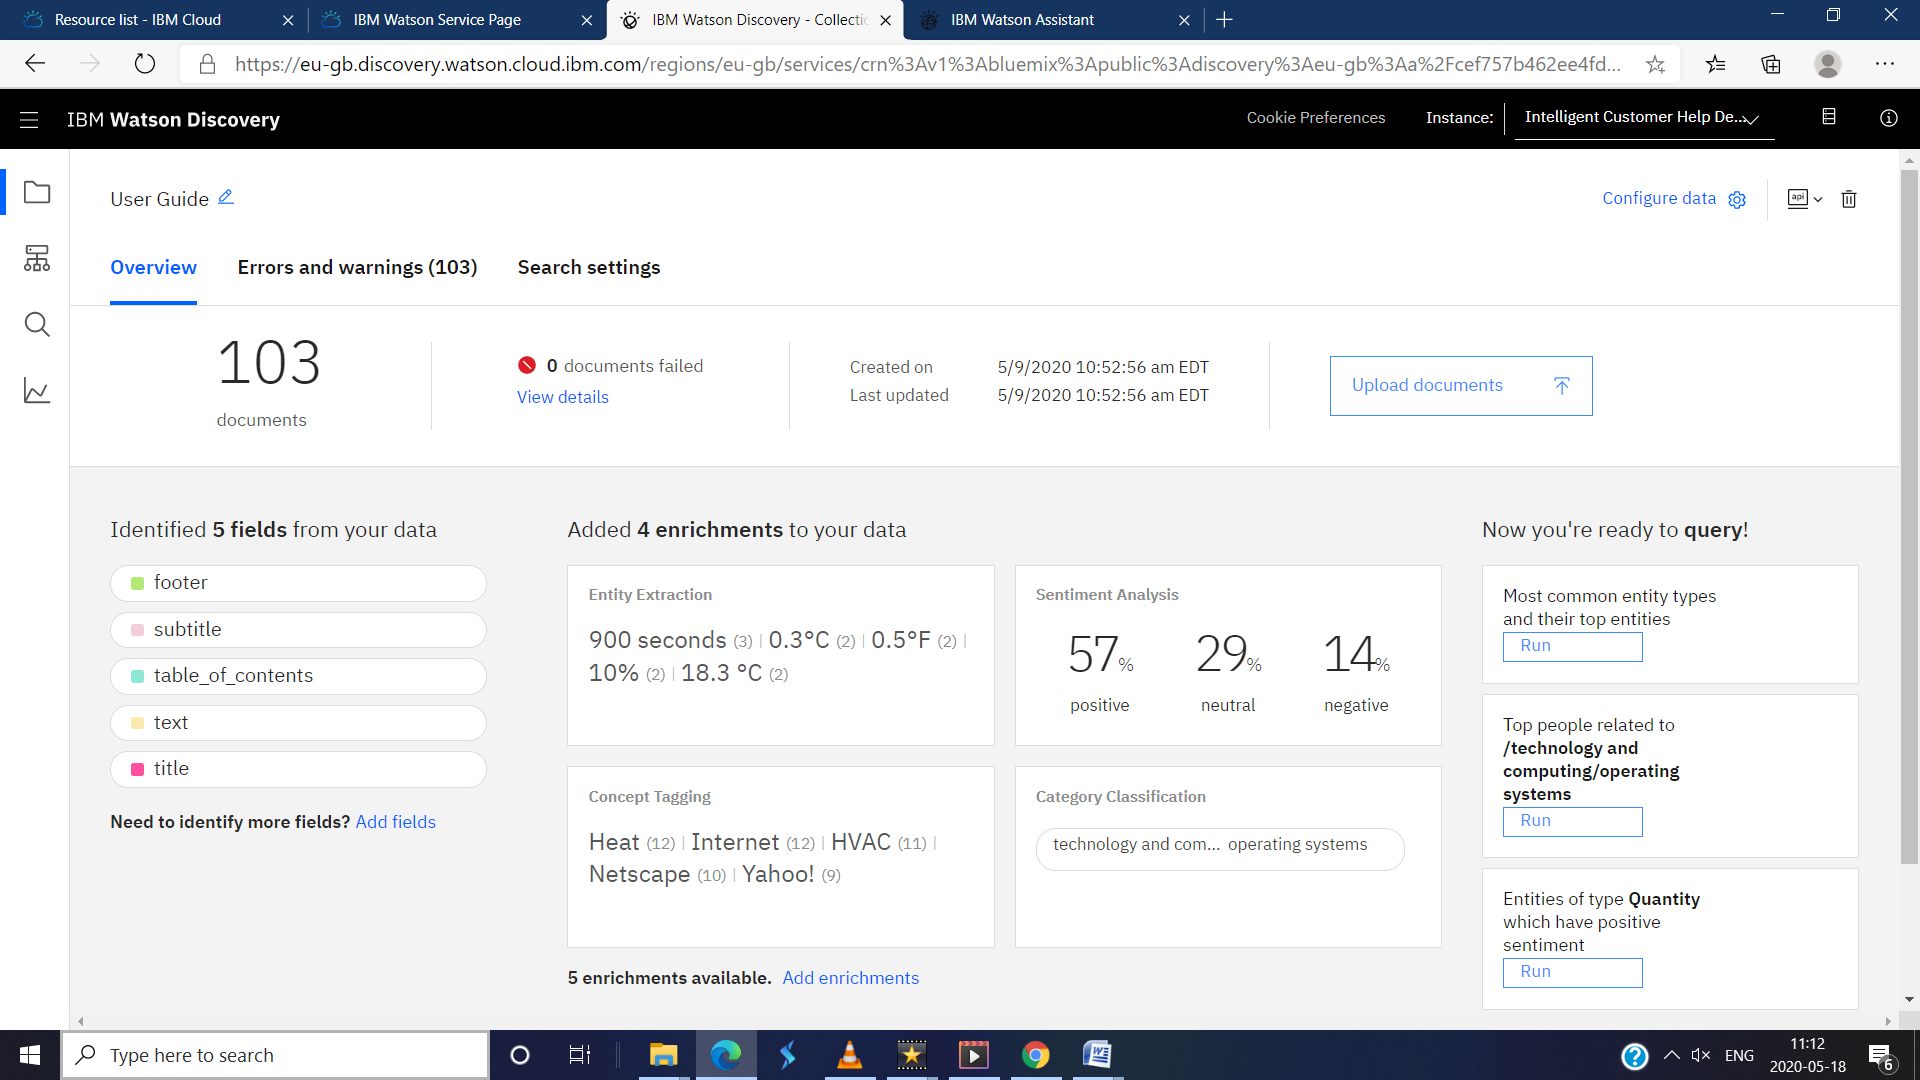 Resource list - IBM Cloud
IBM Watson Service Page
IBM Watson Discovery - Collectic
IBM Watson Assistant
https://eu-gb.discovery.watson.cloud.ibm.com/regions/eu-gb/services/crn%3Av1%3Abluemix%3Apublic%3Adiscovery%3Aeu-gb%3Aa%2Fcef757b462ee4fd...
IBM Watson Discovery
Cookie Preferences
Instance:
Intelligent Customer Help De...
User Guide
Configure data
api
Overview
Errors and warnings (103)
Search settings
103
documents
0 documents failed
View details
Created on 5/9/2020 10:52:56 am EDT
Last updated 5/9/2020 10:52:56 am EDT
Upload documents
Identified 5 fields from your data
footer
subtitle
table_of_contents
text
title
Need to identify more fields? Add fields
Added 4 enrichments to your data
Entity Extraction
900 seconds (3) | 0.3°C (2) | 0.5°F (2) |
10% (2) | 18.3 °C (2)
Sentiment Analysis
57% 29% 14%
positive neutral negative
Concept Tagging
Heat (12) | Internet (12) | HVAC (11) |
Netscape (10) | Yahoo! (9)
Category Classification
technology and com... operating systems
5 enrichments available. Add enrichments
Now you're ready to query!
Most common entity types
and their top entities
Run
Top people related to
/technology and
computing/operating
systems
Run
Entities of type Quantity
which have positive
sentiment
Run
Type here to search
ENG
11:12
2020-05-18
6